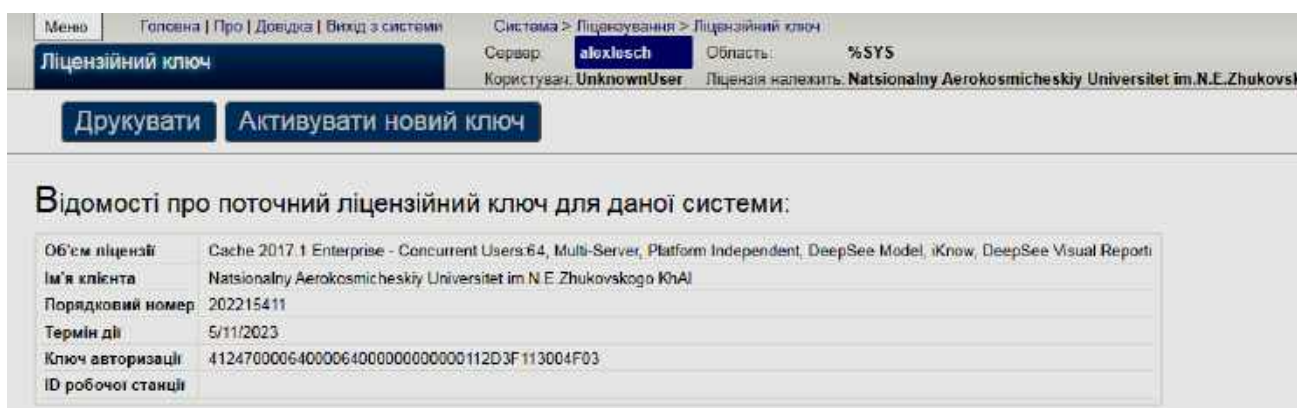 Меню Головна | Про | Довідка | Вихід з системи Система > Ліцензування > Ліцензійний ключ
Ліцензійний ключ
Сервер: alexlesch Область: %SYS
Користувач: UnknownUser Ліцензія належить: Natsionalny Aerokosmicheskiy Universitet im.N.E.Zhukovsk
Друкувати Активувати новий ключ
Відомості про поточний ліцензійний ключ для даної системи:
Об'єм ліцензії Cache 2017.1 Enterprise - Concurrent Users:64, Multi-Server, Platform Independent, DeepSee Model, iKnow, DeepSee Visual Reporti
Ім'я клієнта Natsionalny Aerokosmicheskiy Universitet im.N.E.Zhukovskogo KhAI
Порядковий номер 202215411
Термін дії 5/11/2023
Ключ авторизації
ID робочої станції